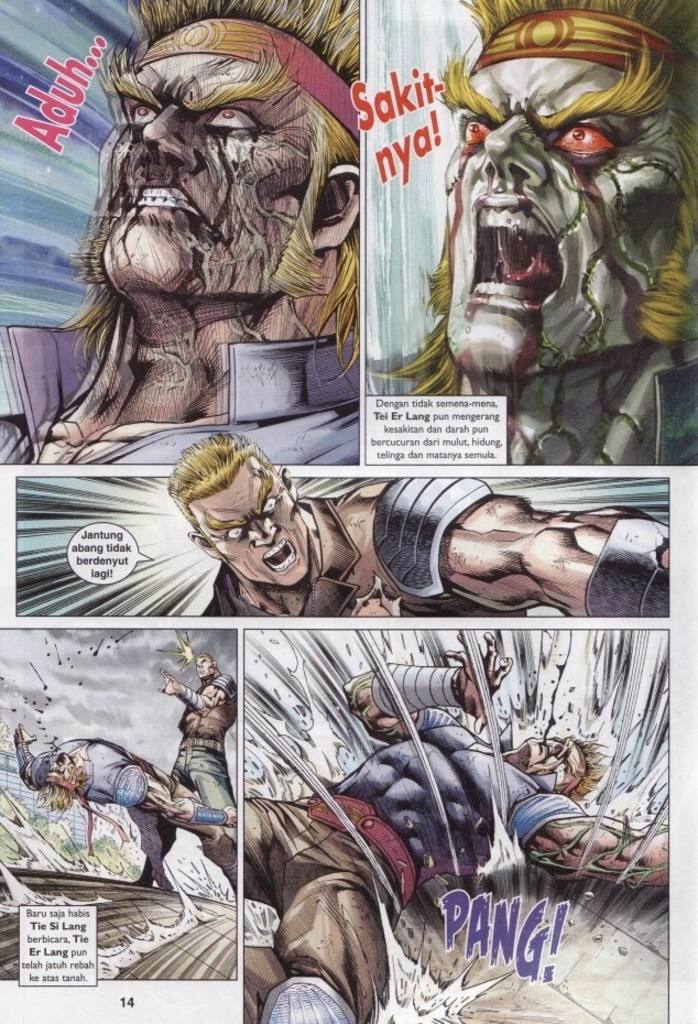 Aduh...
Sakit-
nya!
Dengan tidak semena-mena,
Tei Er Lang pun mengerang
kesakitan dan darah pun
bercucuran dari mulut, hidung,
telinga dan matanya semula.
Jantung
abang tidak
berdenyut
lagi!
Baru saja habis
Tie Si Lang
berbicara, Tie
Er Lang pun
telah jatuh rebah
ke atas tanah.
PANG!
14